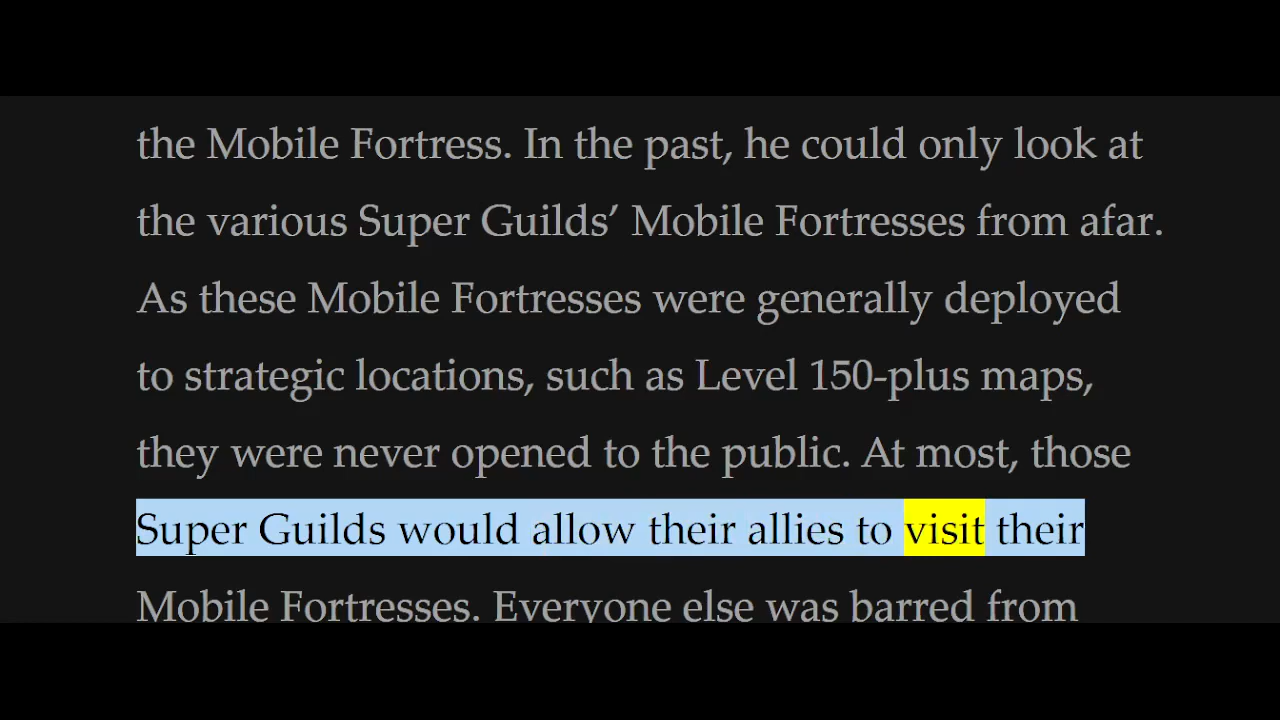 the Mobile Fortress. In the past, he could only look at
the various Super Guilds’ Mobile Fortresses from afar.
As these Mobile Fortresses were generally deployed
to strategic locations, such as Level 150-plus maps,
they were never opened to the public. At most, those
Super Guilds would allow their allies to visit their
Mobile Fortresses. Everyone else was barred from